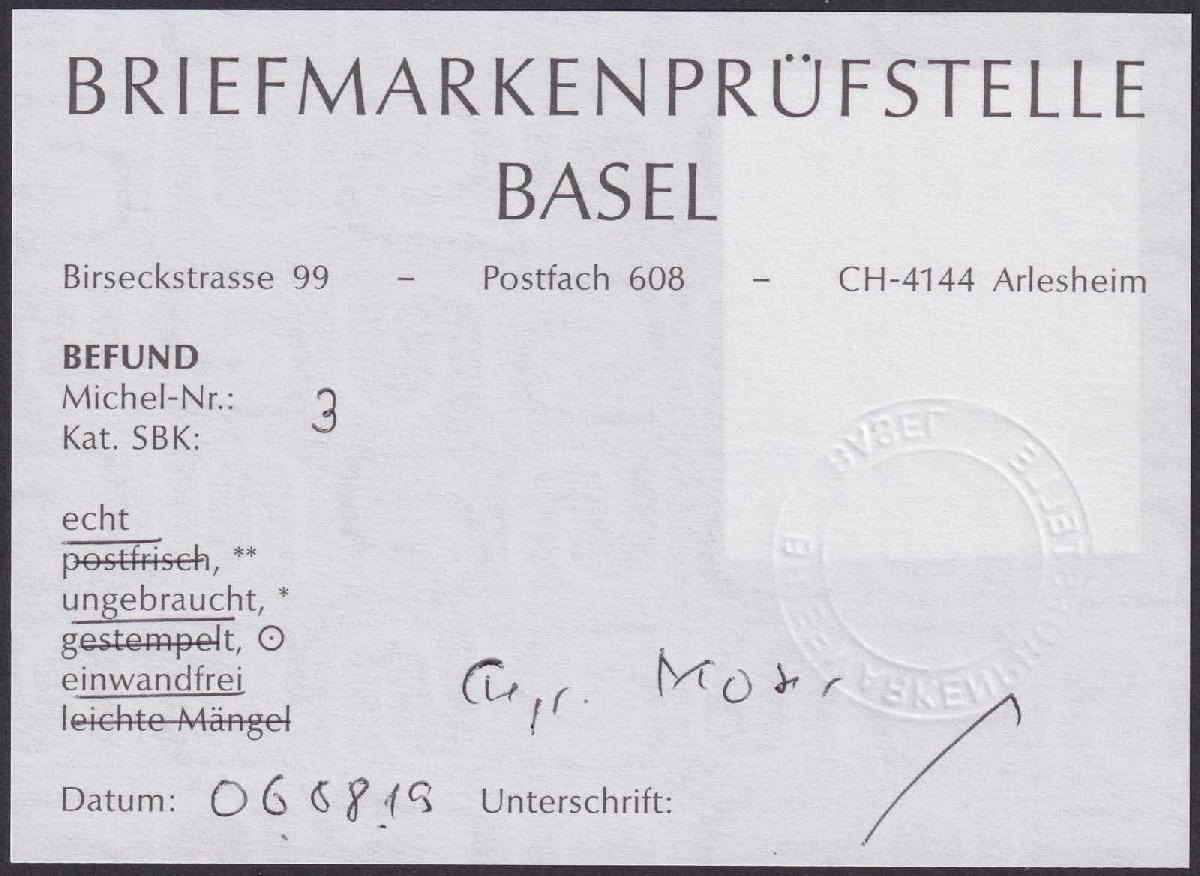 BRIEFMARKENPRÜFSTELLE
BASEL
Birseckstrasse 99 – Postfach 608 – CH-4144 Arlesheim
BEFUND
Michel-Nr.: 3
Kat. SBK:
echt
postfrisch, **
ungebraucht, *
gestempelt, ⊙
einwandfrei
leichte Mängel
Datum: 06 08.19 Unterschrift:
BASEL